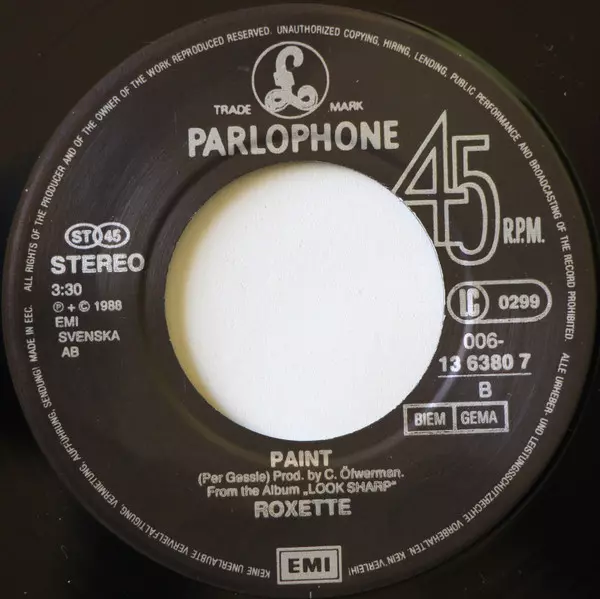 ALL RIGHTS OF THE PRODUCER AND OF THE OWNER OF THE WORK REPRODUCED RESERVED. UNAUTHORIZED COPYING, HIRING, LENDING, PUBLIC PERFORMANCE AND BROADCASTING OF THE RECORD PROHIBITED.
£
TRADE MARK
PARLOPHONE
45
R.P.M.
ST 45
STEREO
3:30
℗ + © 1988
EMI
SVENSKA
AB
LC 0299
006-
13 6380 7
B
BIEM GEMA
PAINT
(Per Gessle) Prod. by C. Öfwerman.
From the Album „LOOK SHARP"
ROXETTE
EMI
ALLE URHEBER- UND LEISTUNGSSCHUTZRECHTE VORBEHALTEN. KEIN VERLEIH! KEINE UNERLAUBTE VERVIELFÄLTIGUNG, VERMIETUNG, AUFFÜHRUNG, SENDUNG! MADE IN EEC.